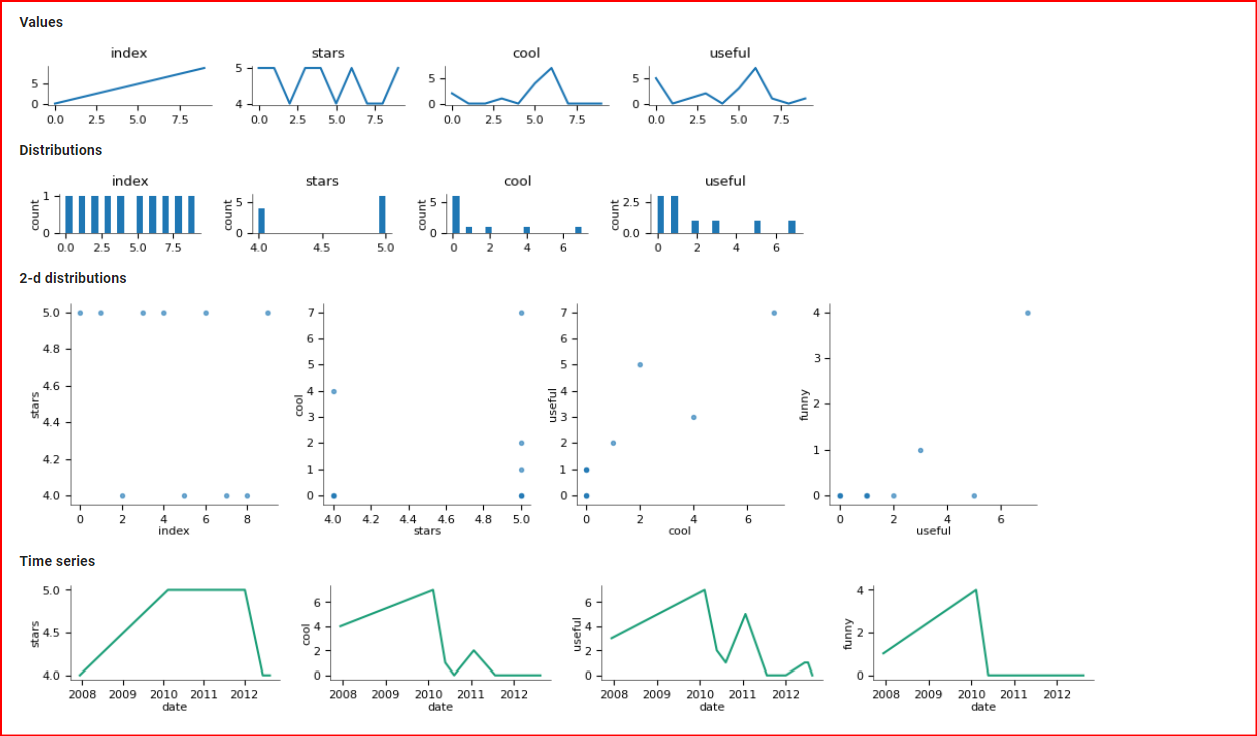 Values
index stars cool useful
5 5 5 5
0 4 0 0
0.0 2.5 5.0 7.5 0.0 2.5 5.0 7.5 0.0 2.5 5.0 7.5 0.0 2.5 5.0 7.5
Distributions
index stars cool useful
1 5 5 2.5
count count count count
0 0 0 0.0
0.0 2.5 5.0 7.5 4.0 4.5 5.0 0 2 4 6 0 2 4 6
2-d distributions
5.0 7 7 4
4.8 6 6
4.6 5 5 3
stars 4.4 cool 4 useful 4 funny 2
3 3
4.2 2 2 1
1 1
4.0 0 0 0
0 2 4 6 8 4.0 4.2 4.4 4.6 4.8 5.0 0 2 4 6 0 2 4 6
index stars cool useful
Time series
5.0 6 6 4
stars 4.5 cool 4 useful 4 funny 2
2 2
4.0 0 0 0
2008 2009 2010 2011 2012 2008 2009 2010 2011 2012 2008 2009 2010 2011 2012 2008 2009 2010 2011 2012
date date date date